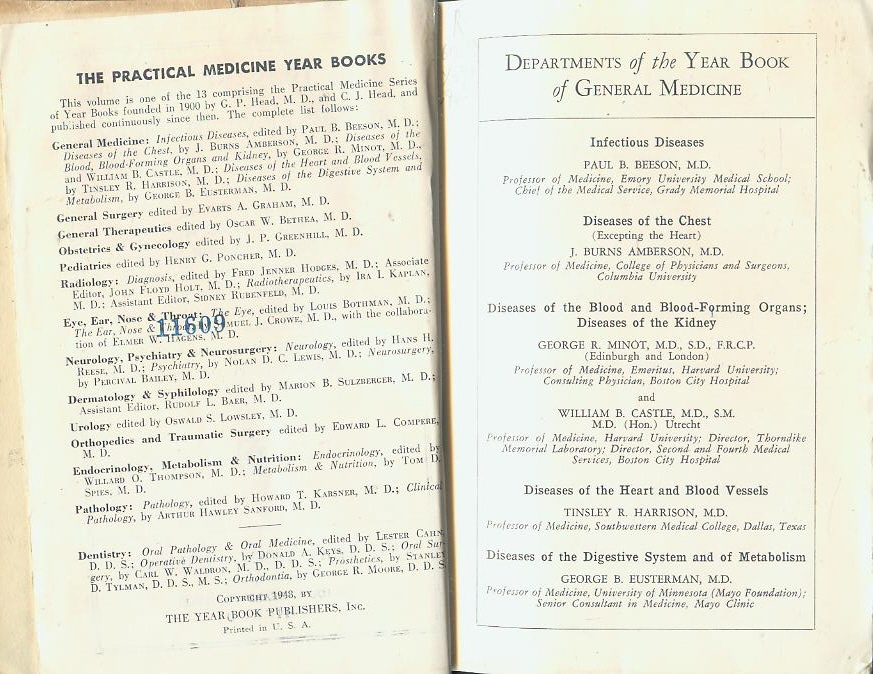 THE PRACTICAL MEDICINE YEAR BOOKS
This volume is one of the 13 comprising the Practical Medicine Series
of Year Books founded in 1900 by G. P. Head, M. D., and C. J. Head, and
published continuously since then. The complete list follows:
General Medicine: Infectious Diseases, edited by PAUL B. BEESON, M. D.;
Diseases of the Chest, by J. BURNS AMBERSON, M. D.; Diseases of the
Blood, Blood-Forming Organs and Kidney, by GEORGE R. MINOT, M. D.,
and WILLIAM B. CASTLE, M. D.; Diseases of the Heart and Blood Vessels,
by TINSLEY R. HARRISON, M. D.; Diseases of the Digestive System and
Metabolism, by GEORGE B. EUSTERMAN, M. D.
General Surgery edited by EVARTS A. GRAHAM, M. D.
General Therapeutics edited by OSCAR W. BETHEA, M. D.
Obstetrics & Gynecology edited by J. P. GREENHILL, M. D.
Pediatrics edited by HENRY G. PONCHER, M. D.
Radiology: Diagnosis, edited by FRED JENNER HODGES, M. D.; Associate
Editor, JOHN FLOYD HOLT, M. D.; Radiotherapeutics, by IRA I. KAPLAN,
M. D.; Assistant Editor, SIDNEY RUBENFELD, M. D.
Eye, Ear, Nose & Throat: The Eye, edited by LOUIS BOTHMAN, M. D.;
The Ear, Nose & Throat, by SAMUEL J. CROWE, M. D., with the collabora-
tion of ELMER W. HAGENS, M. D.
11609
Neurology, Psychiatry & Neurosurgery: Neurology, edited by HANS H.
REESE, M. D.; Psychiatry, by NOLAN D. C. LEWIS, M. D.; Neurosurgery,
by PERCIVAL BAILEY, M. D.
Dermatology & Syphilology edited by MARION B. SULZBERGER, M. D.;
Assistant Editor, RUDOLF L. BAER, M. D.
Urology edited by OSWALD S. LOWSLEY, M. D.
Orthopedics and Traumatic Surgery edited by EDWARD L. COMPERE,
M. D.
Endocrinology, Metabolism & Nutrition: Endocrinology, edited by
WILLARD O. THOMPSON, M. D.; Metabolism & Nutrition, by TOM D.
SPIES, M. D.
Pathology: Pathology, edited by HOWARD T. KARSNER, M. D.; Clinical
Pathology, by ARTHUR HAWLEY SANFORD, M. D.
Dentistry: Oral Pathology & Oral Medicine, edited by LESTER CAHN,
D. D. S.; Operative Dentistry, by DONALD A. KEYS, D. D. S.; Oral Sur-
gery, by CARL W. WALDRON, M. D., D. D. S.; Prosthetics, by STANLEY
D. TYLMAN, D. D. S., M. S.; Orthodontia, by GEORGE R. MOORE, D. D. S.
COPYRIGHT, 1948, BY
THE YEAR BOOK PUBLISHERS, INC.
Printed in U. S. A.
DEPARTMENTS of the YEAR BOOK
of GENERAL MEDICINE
Infectious Diseases
PAUL B. BEESON, M.D.
Professor of Medicine, Emory University Medical School;
Chief of the Medical Service, Grady Memorial Hospital
Diseases of the Chest
(Excepting the Heart)
J. BURNS AMBERSON, M.D.
Professor of Medicine, College of Physicians and Surgeons,
Columbia University
Diseases of the Blood and Blood-Forming Organs;
Diseases of the Kidney
GEORGE R. MINOT, M.D., S.D., F.R.C.P.
(Edinburgh and London)
Professor of Medicine, Emeritus, Harvard University;
Consulting Physician, Boston City Hospital
and
WILLIAM B. CASTLE, M.D., S.M.
M.D. (Hon.) Utrecht
Professor of Medicine, Harvard University; Director, Thorndike
Memorial Laboratory; Director, Second and Fourth Medical
Services, Boston City Hospital
Diseases of the Heart and Blood Vessels
TINSLEY R. HARRISON, M.D.
Professor of Medicine, Southwestern Medical College, Dallas, Texas
Diseases of the Digestive System and of Metabolism
GEORGE B. EUSTERMAN, M.D.
Professor of Medicine, University of Minnesota (Mayo Foundation);
Senior Consultant in Medicine, Mayo Clinic